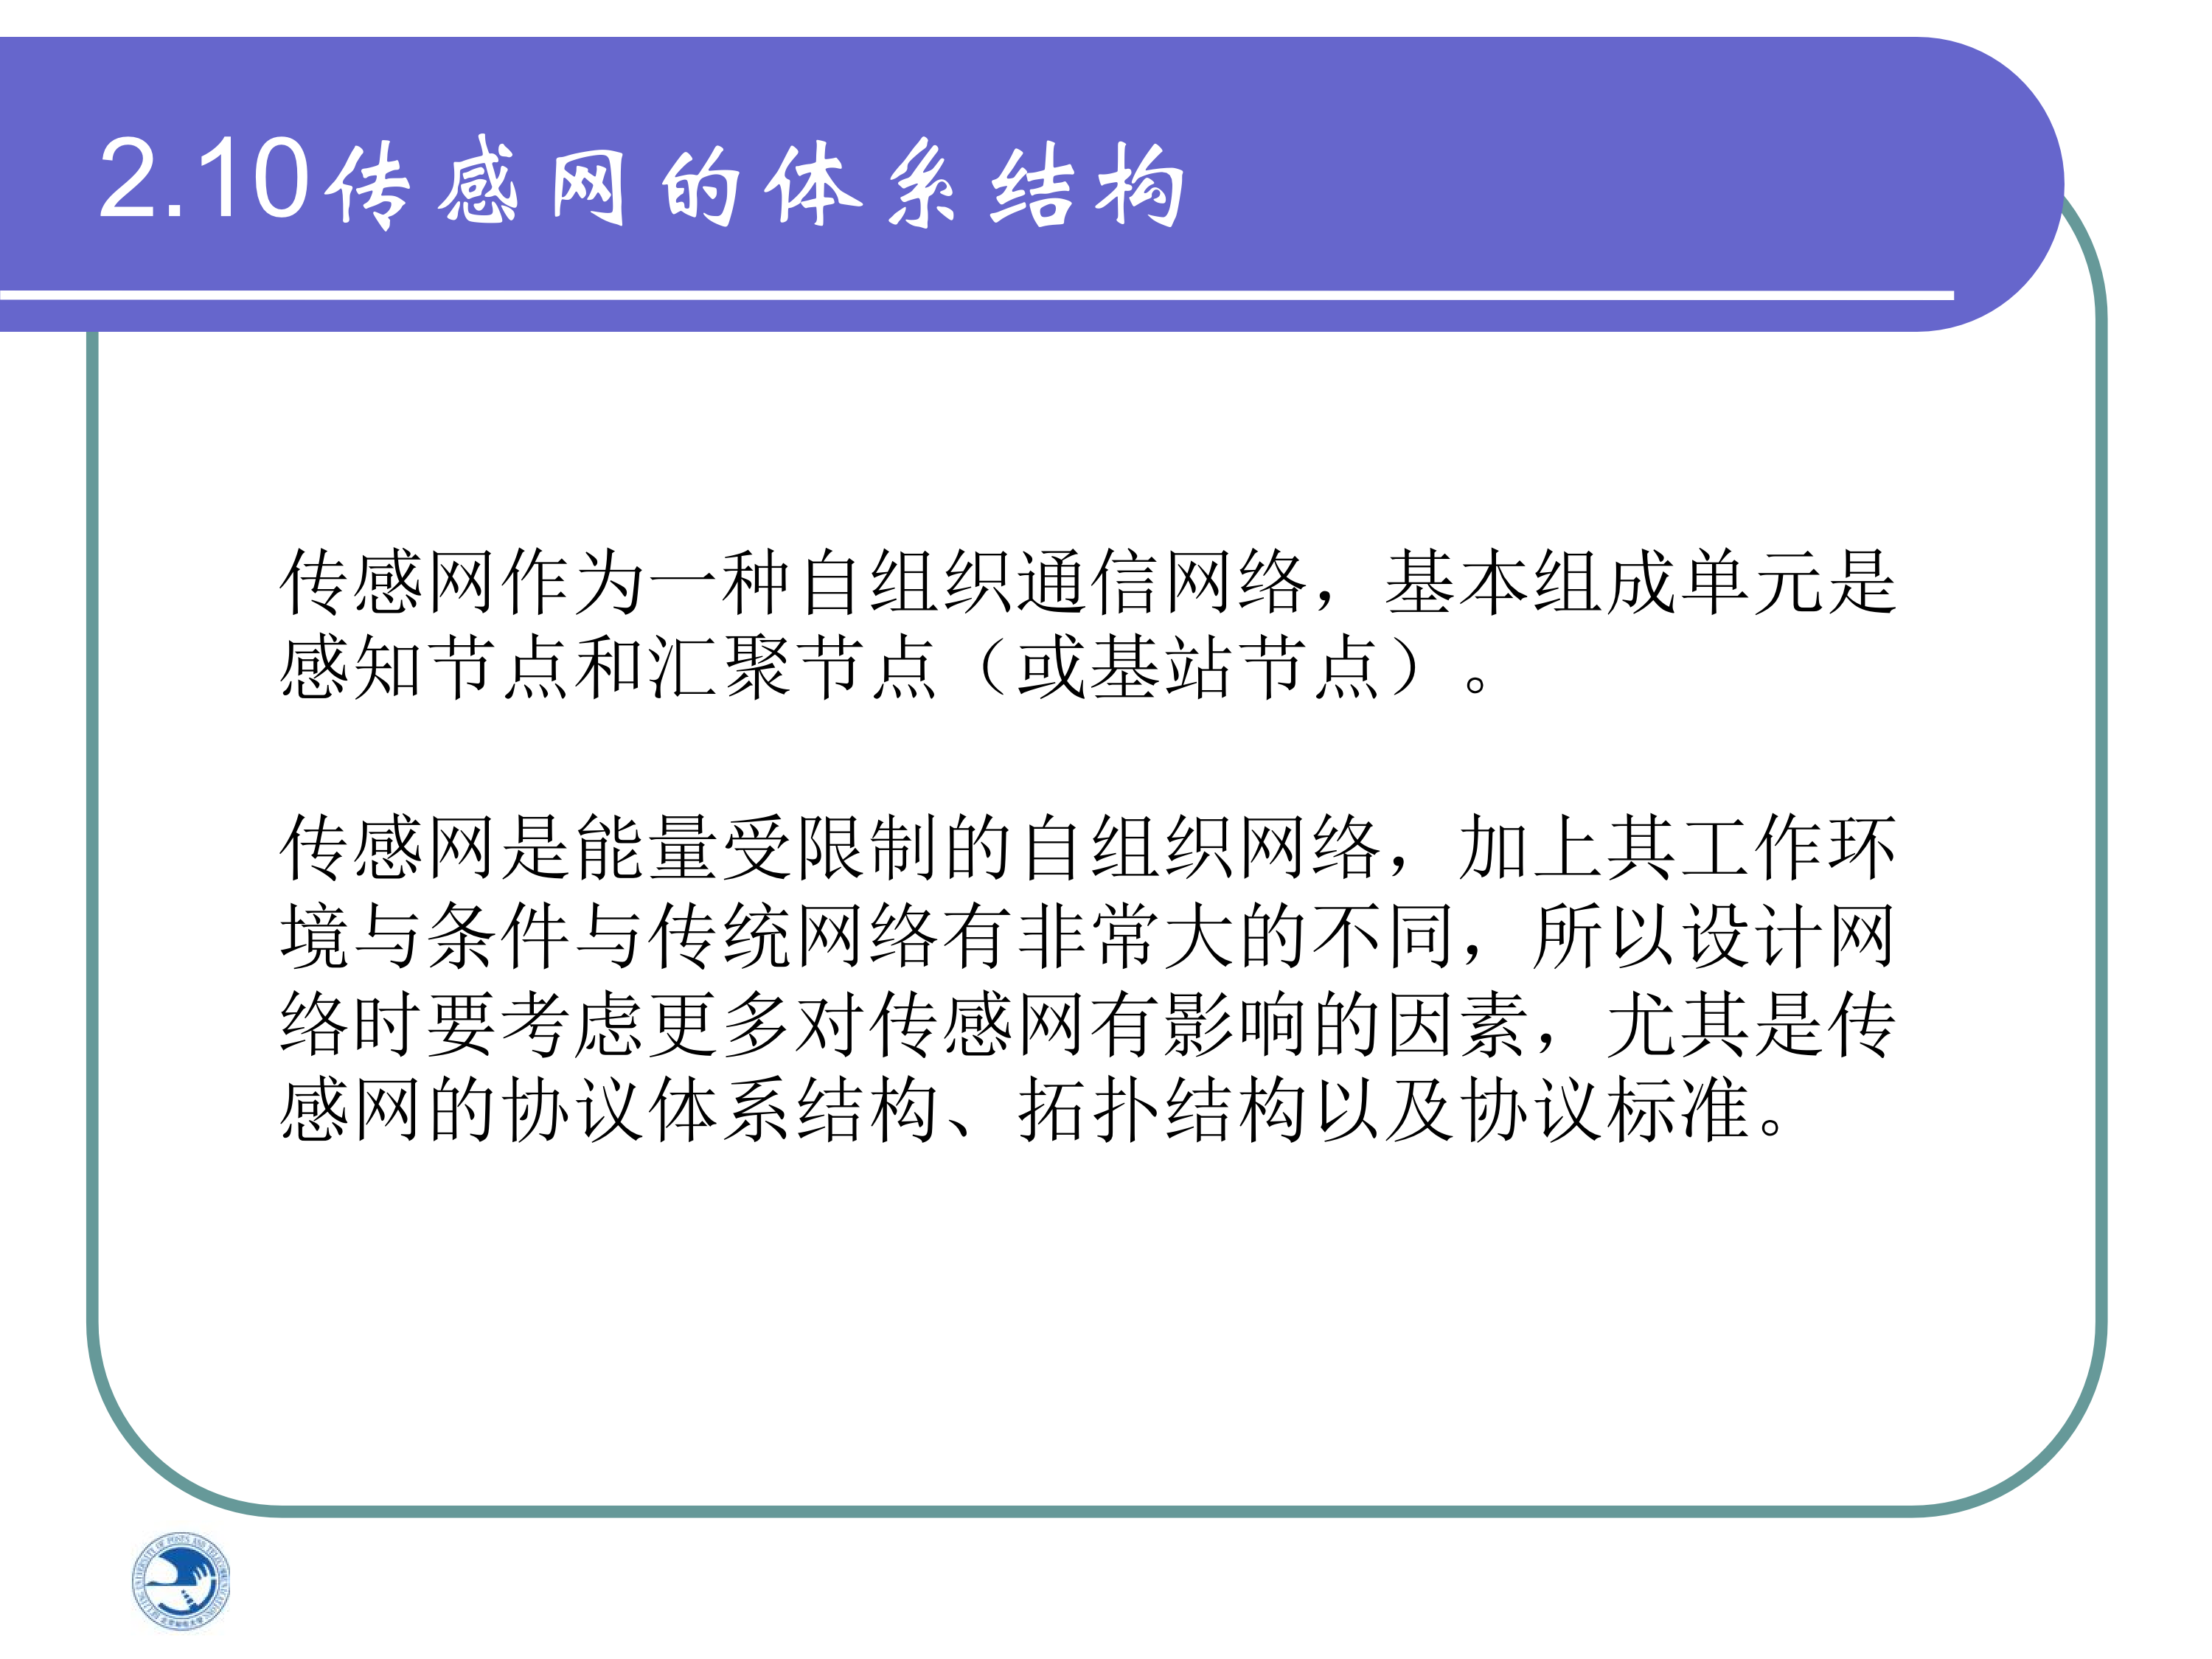 2.10传感网的体系结构
传感网作为一种自组织通信网络，基本组成单元是
感知节点和汇聚节点（或基站节点）。
传感网是能量受限制的自组织网络，加上其工作环
境与条件与传统网络有非常大的不同，所以设计网
络时要考虑更多对传感网有影响的因素，尤其是传
感网的协议体系结构、拓扑结构以及协议标准。
UNIVERSITY OF POSTS AND TELECOMMUNICATIONS